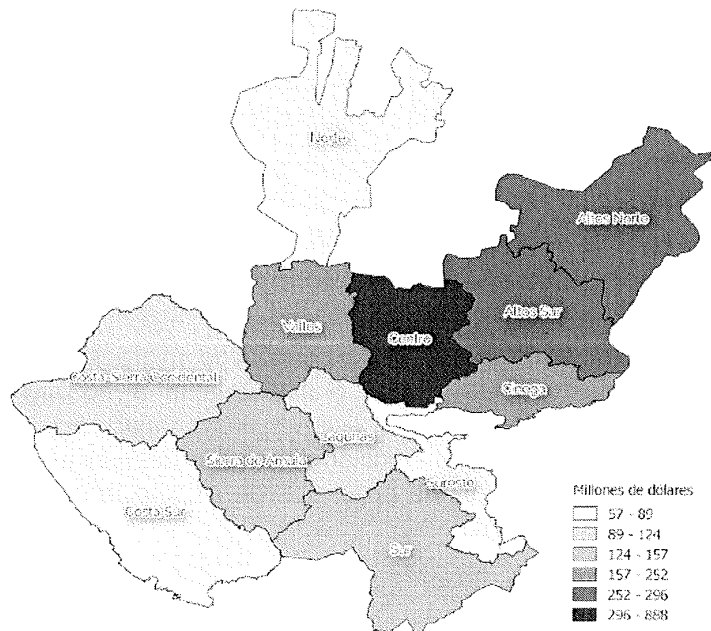 Norte
Altos Norte
Valles
Centro
Altos Sur
Costa-Sierra Occidental
Cienega
Lagunas
Sierra de Amula
Sureste
Costa Sur
Sur
Millones de dólares
57 - 89
89 - 124
124 - 157
157 - 252
252 - 296
296 - 888